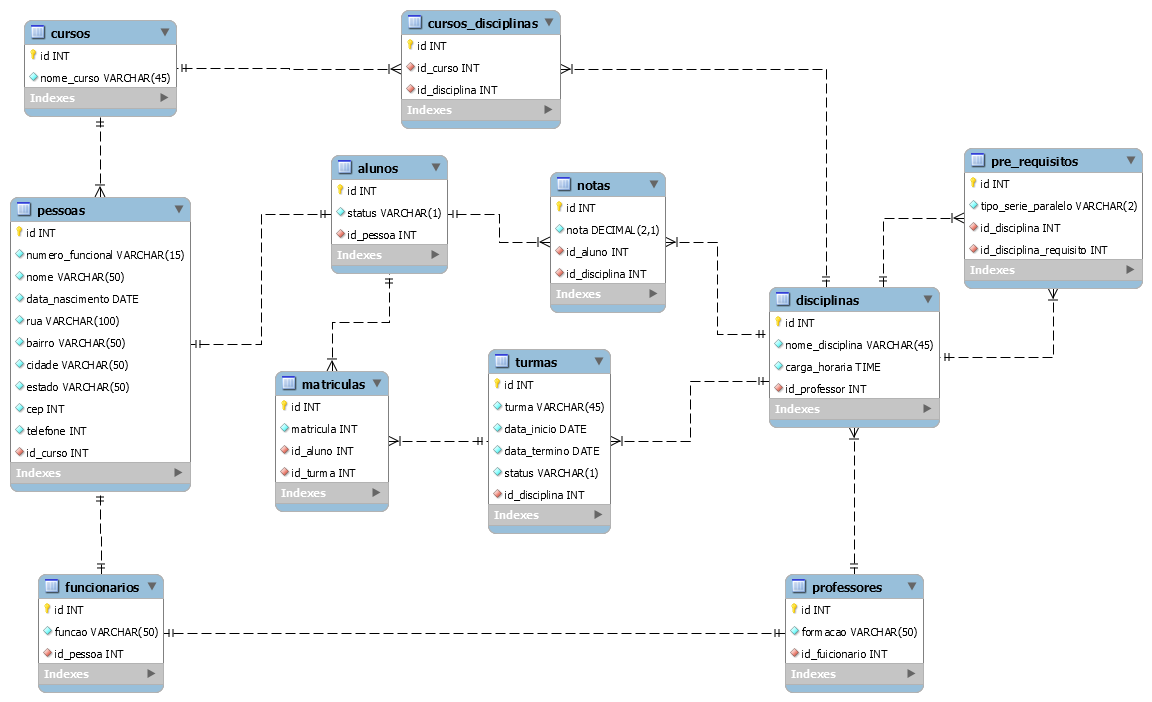 cursos
id INT
nome_curso VARCHAR(45)
Indexes
cursos_disciplinas
id INT
id_curso INT
id_disciplina INT
Indexes
alunos
id INT
status VARCHAR(1)
id_pessoa INT
Indexes
notas
id INT
nota DECIMAL(2,1)
id_aluno INT
id_disciplina INT
Indexes
pre_requisitos
id INT
tipo_serie_paralelo VARCHAR(2)
id_disciplina INT
id_disciplina_requisito INT
Indexes
pessoas
id INT
numero_funcional VARCHAR(15)
nome VARCHAR(50)
data_nascimento DATE
rua VARCHAR(100)
bairro VARCHAR(50)
cidade VARCHAR(50)
estado VARCHAR(50)
cep INT
telefone INT
id_curso INT
Indexes
matriculas
id INT
matricula INT
id_aluno INT
id_turma INT
Indexes
turmas
id INT
turma VARCHAR(45)
data_inicio DATE
data_termino DATE
status VARCHAR(1)
id_disciplina INT
Indexes
disciplinas
id INT
nome_disciplina VARCHAR(45)
carga_horaria TIME
id_professor INT
Indexes
funcionarios
id INT
funcao VARCHAR(50)
id_pessoa INT
Indexes
professores
id INT
formacao VARCHAR(50)
id_fuicionario INT
Indexes